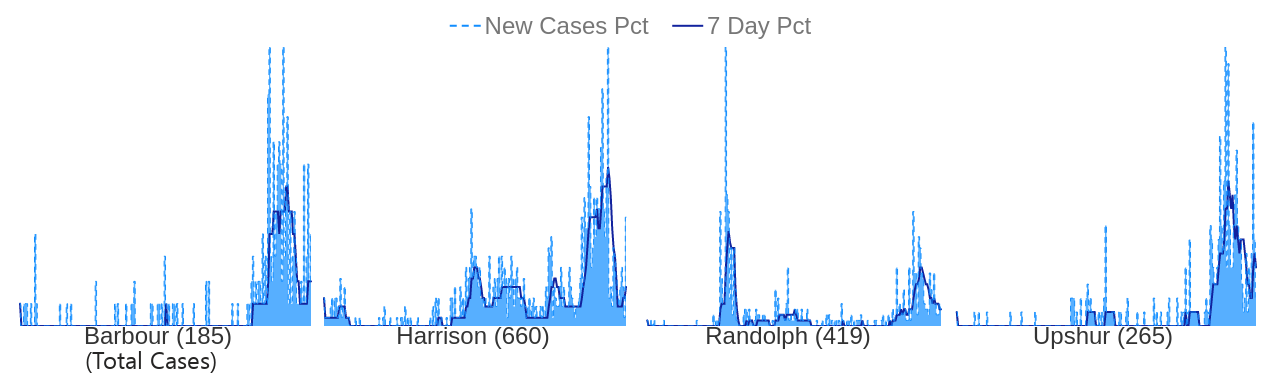 New Cases Pct 7 Day Pct
Barbour (185) Harrison (660) Randolph (419) Upshur (265)
(Total Cases)